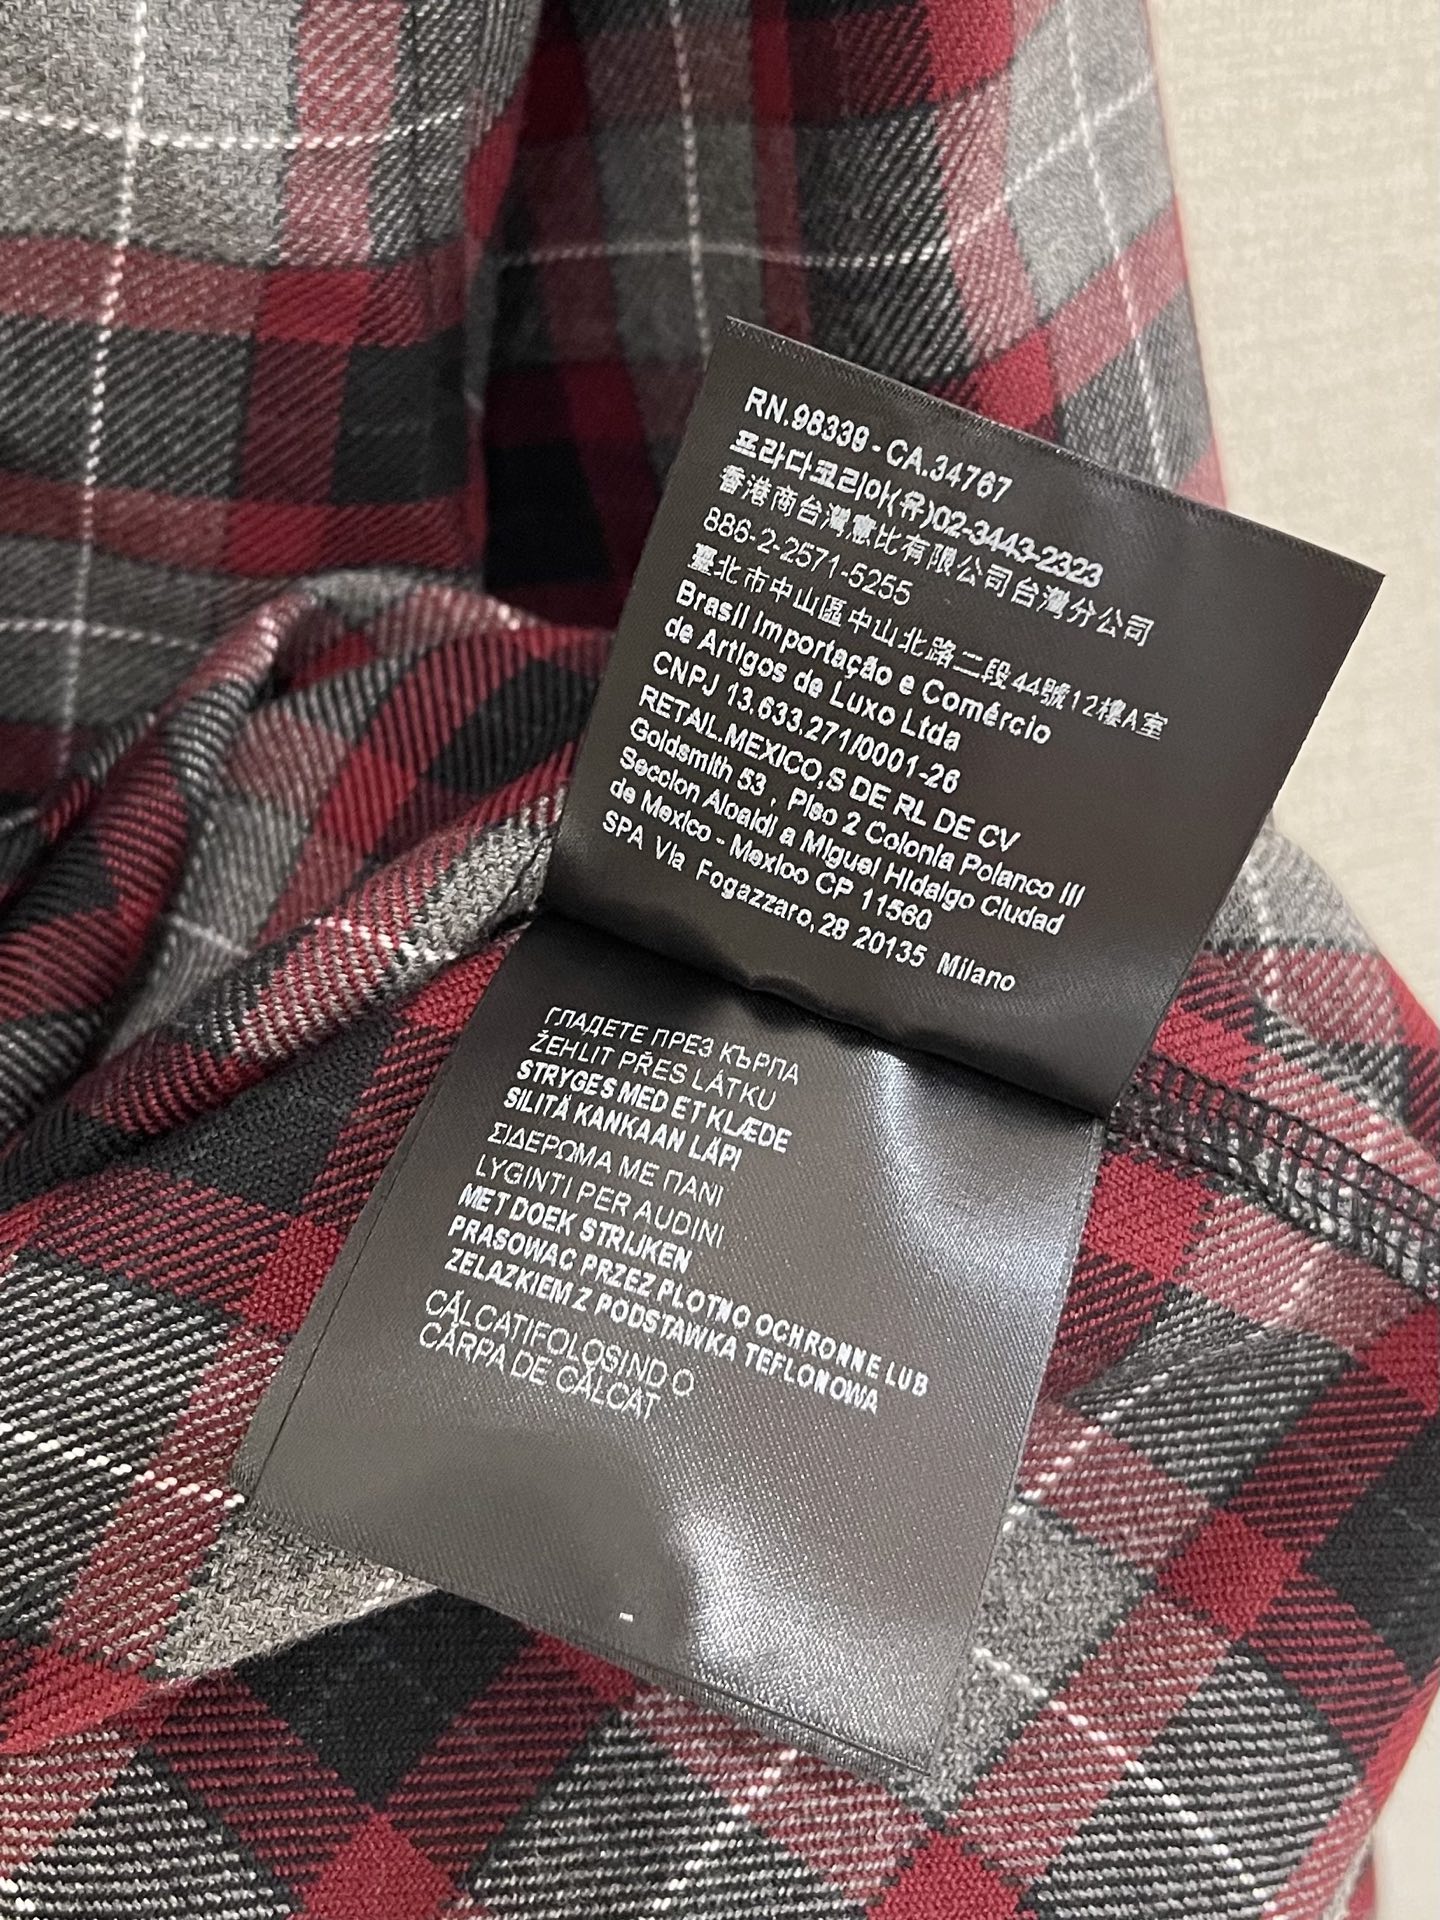 RN.98339 - CA.34767
프라다코리아(유)02-3443-2323
香港商台灣意比有限公司台灣分公司
886-2-2571-5255
臺北市中山區中山北路二段44號12樓A室
Brasil Importação e Comércio
de Artigos de Luxo Ltda
CNPJ 13.633.271/0001-26
RETAIL.MEXICO,S DE RL DE CV
Goldsmith 53 , Piso 2 Colonia Polanco III
Seccion Alcaldi a Miguel Hidalgo Ciudad
de Mexico - Mexico CP 11560
SPA Via Fogazzaro, 28 20135 Milano
ГЛАДЕТЕ ПРЕЗ КЪРПА
ŽEHLIT PŘES LÁTKU
STRYGES MED ET KLÆDE
SILITÄ KANKAAN LÄPI
ΣΙΔΕΡΩΜΑ ΜΕ ΠΑΝΙ
LYGINTI PER AUDINI
MET DOEK STRIJKEN
PRASOWAC PRZEZ PLOTNO OCHRONNE LUB
ZELAZKIEM Z PODSTAWKA TEFLONOWA
CĂLCATIFOLOSIND O
CÂRPA DE CĂLCAT